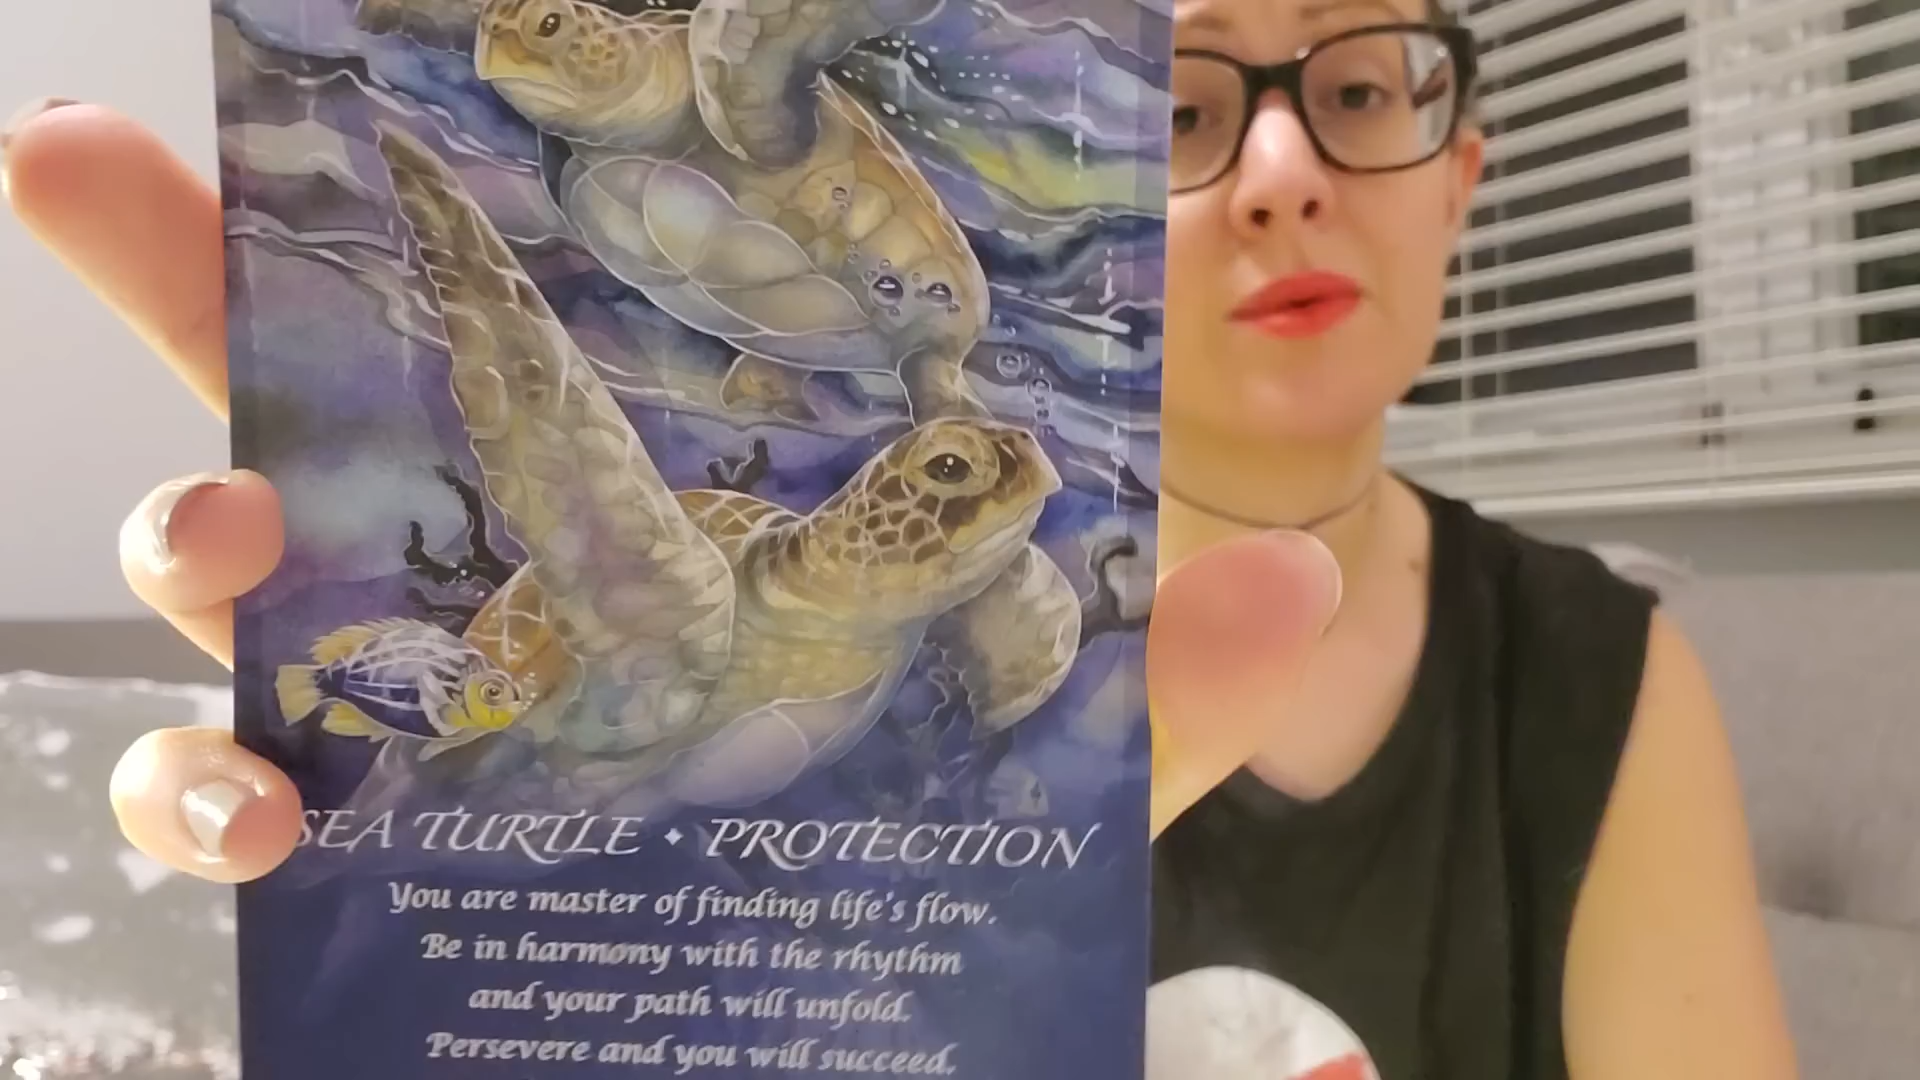 SEA TURTLE • PROTECTION
You are master of finding life's flow.
Be in harmony with the rhythm
and your path will unfold.
Persevere and you will succeed.